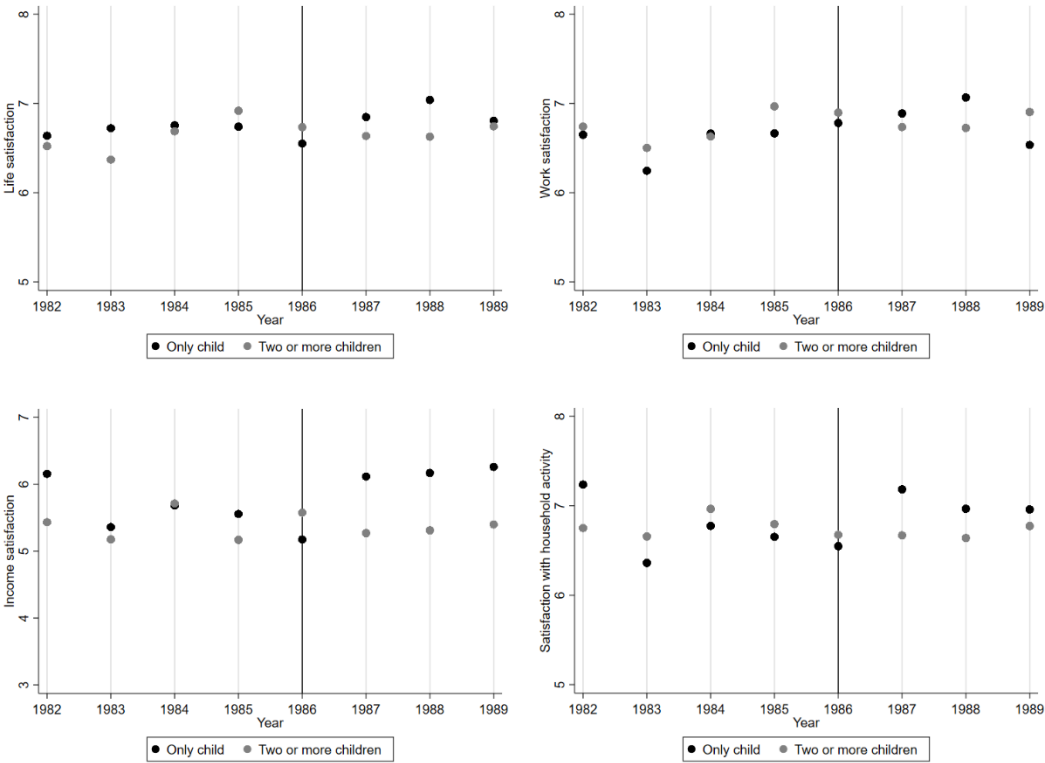 8
7
6
5
Life satisfaction
1982 1983 1984 1985 1986 1987 1988 1989
Year
Only child Two or more children
8
7
6
5
Work satisfaction
1982 1983 1984 1985 1986 1987 1988 1989
Year
Only child Two or more children
7
6
5
4
3
Income satisfaction
1982 1983 1984 1985 1986 1987 1988 1989
Year
Only child Two or more children
8
7
6
5
Satisfaction with household activity
1982 1983 1984 1985 1986 1987 1988 1989
Year
Only child Two or more children